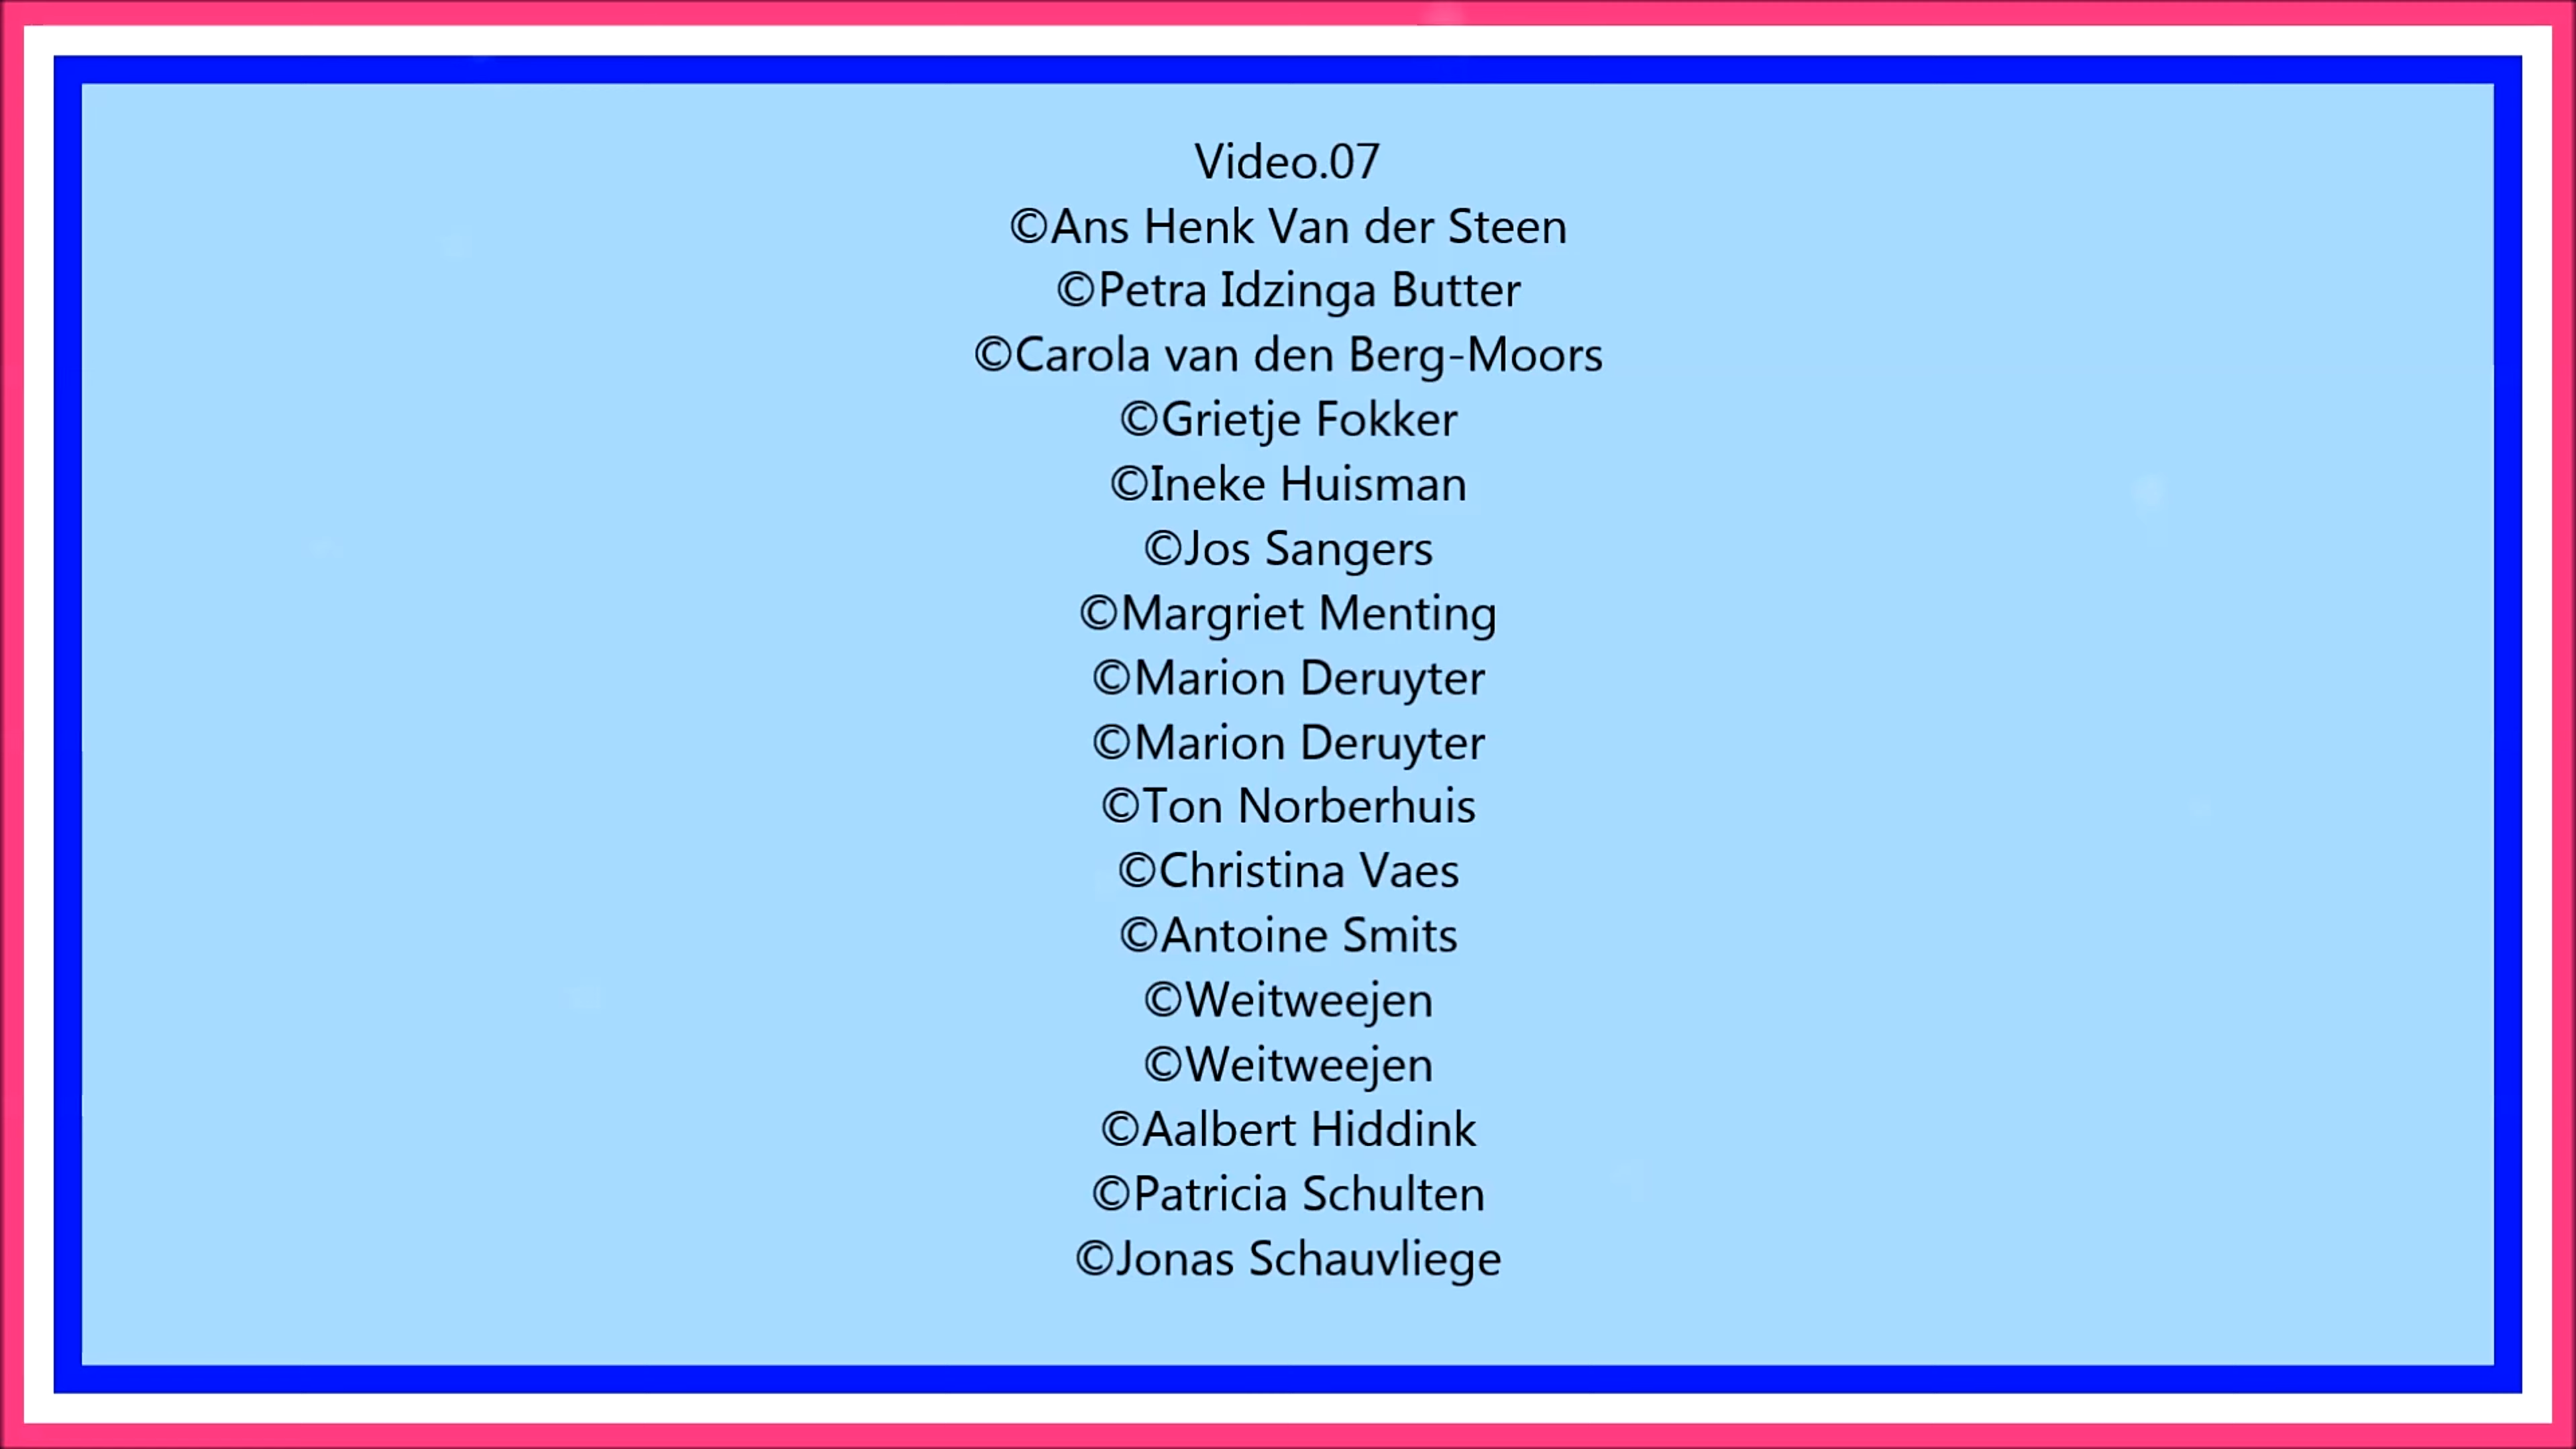 Video.07
©Ans Henk Van der Steen
©Petra Idzinga Butter
©Carola van den Berg-Moors
©Grietje Fokker
©Ineke Huisman
©Jos Sangers
©Margriet Menting
©Marion Deruyter
©Marion Deruyter
©Ton Norberhuis
©Christina Vaes
©Antoine Smits
©Weitweejen
©Weitweejen
©Aalbert Hiddink
©Patricia Schulten
©Jonas Schauvliege